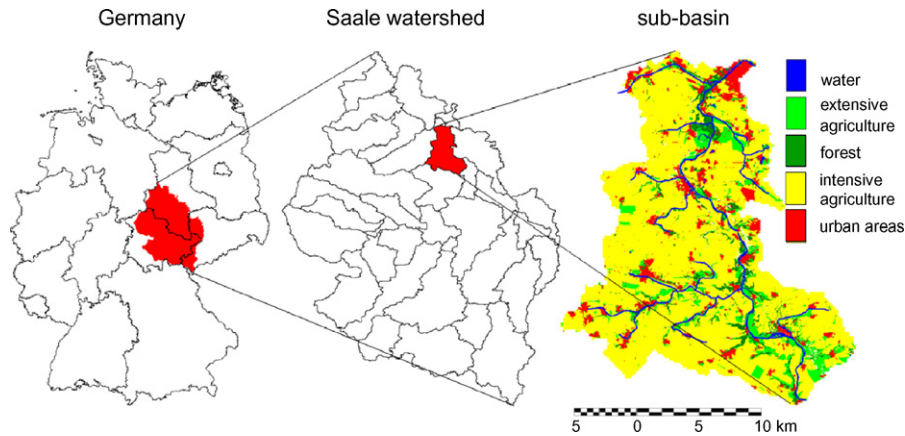 Germany
Saale watershed
sub-basin
water
extensive
agriculture
forest
intensive
agriculture
urban areas
5 0 5 10 km